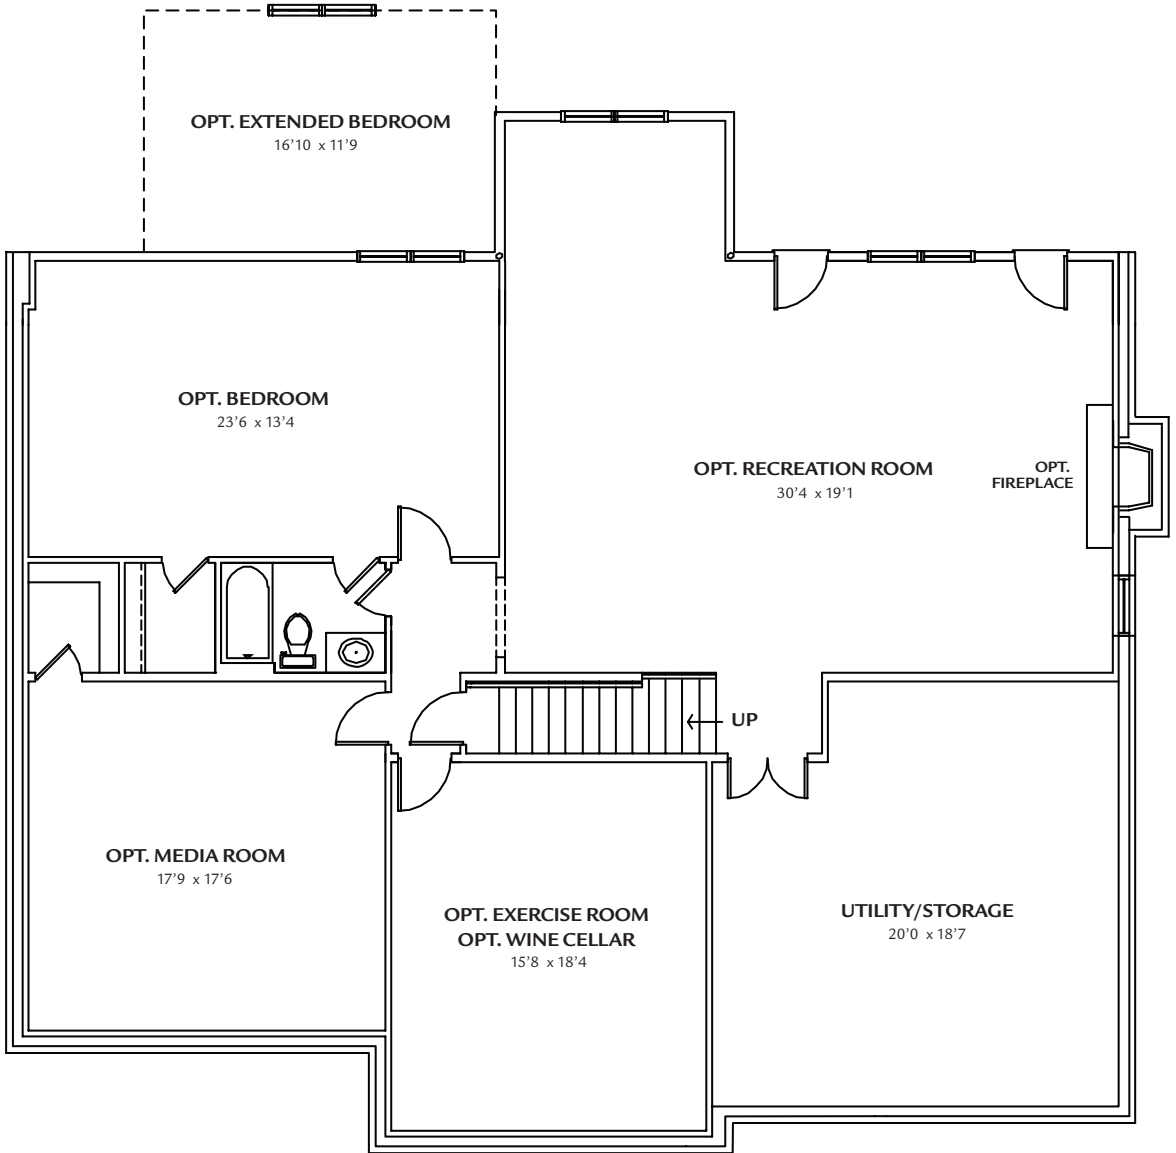 OPT. EXTENDED BEDROOM
16’10 x 11’9
OPT. BEDROOM
23’6 x 13’4
OPT. RECREATION ROOM
30’4 x 19’1
OPT.
FIREPLACE
UP
OPT. MEDIA ROOM
17’9 x 17’6
OPT. EXERCISE ROOM
OPT. WINE CELLAR
15’8 x 18’4
UTILITY/STORAGE
20’0 x 18’7